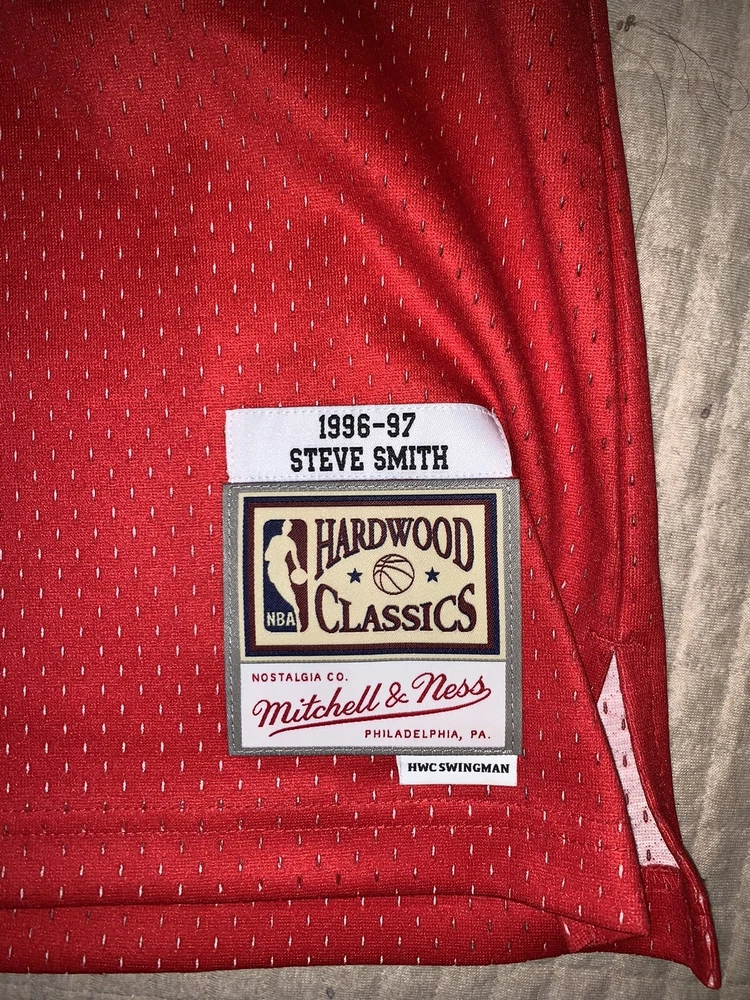 1996-97
STEVE SMITH
HARDWOOD
CLASSICS
NBA
NOSTALGIA CO.
Mitchell & Ness
PHILADELPHIA, PA.
HWC SWINGMAN